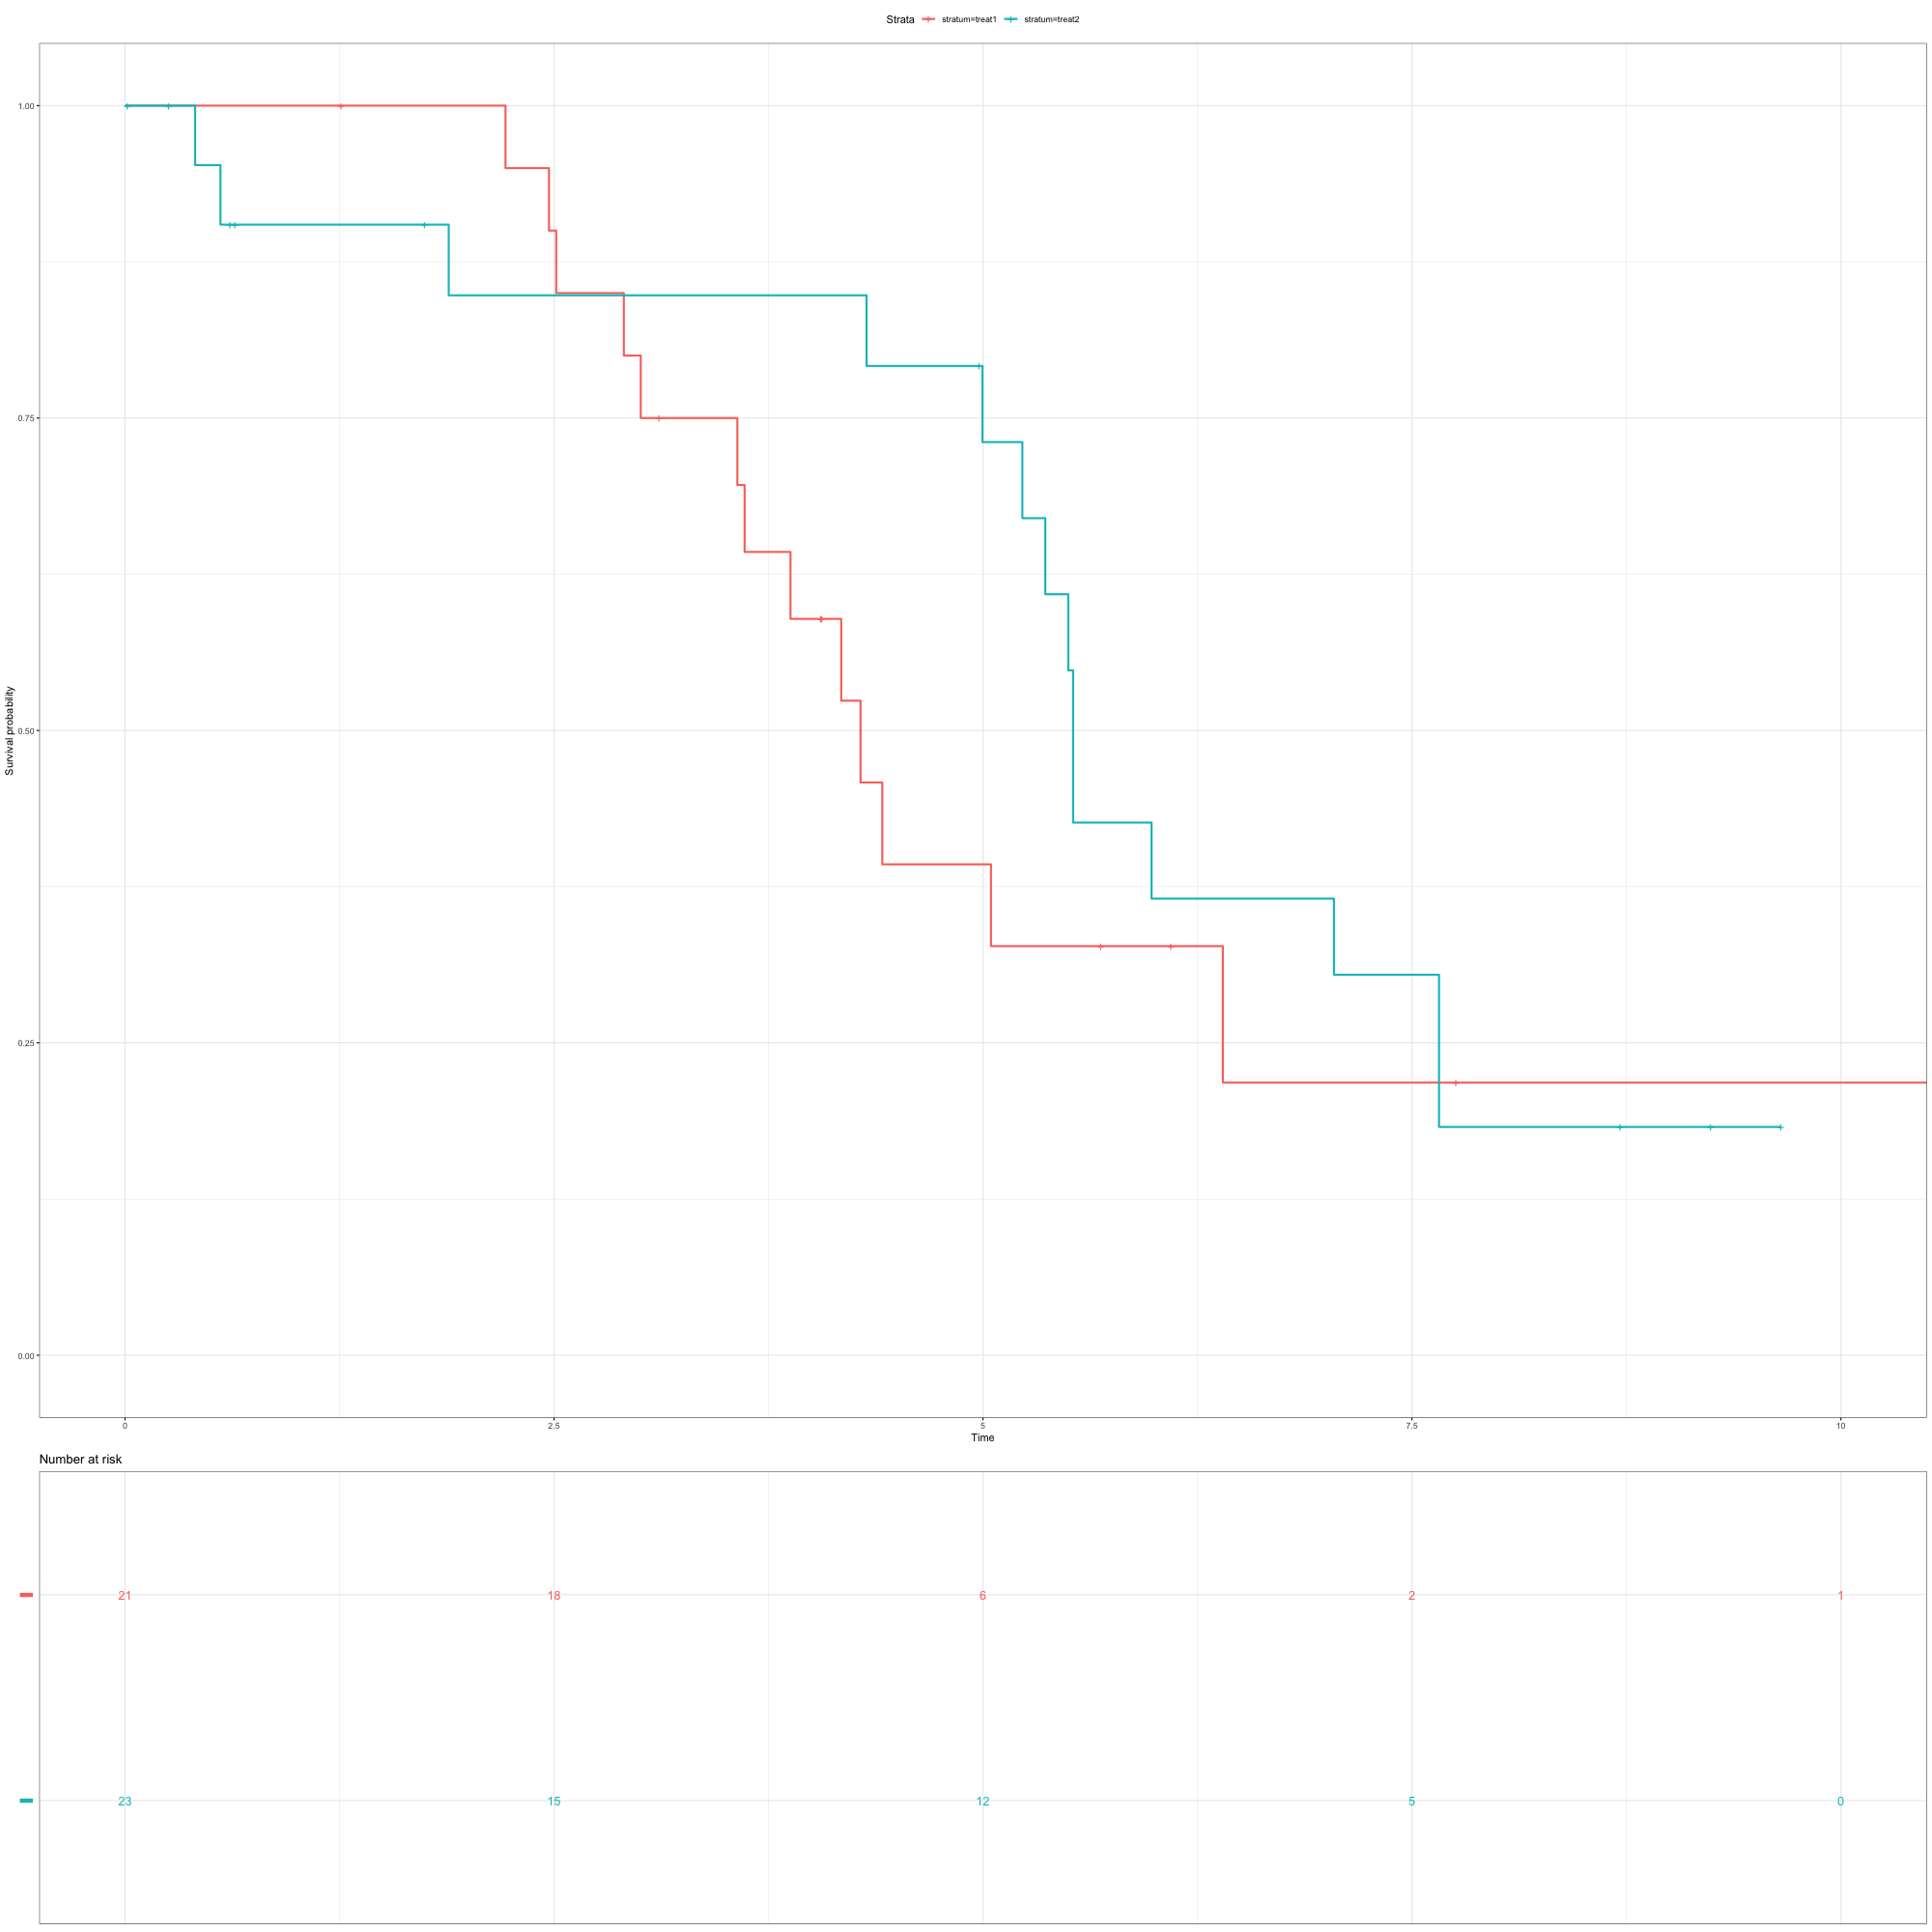 Strata stratum=treat1 stratum=treat2
1.00
0.75
0.50
0.25
0.00
Survival probability
0 2.5 5 7.5 10
Time
Number at risk
21 18 6 2 1
23 15 12 5 0